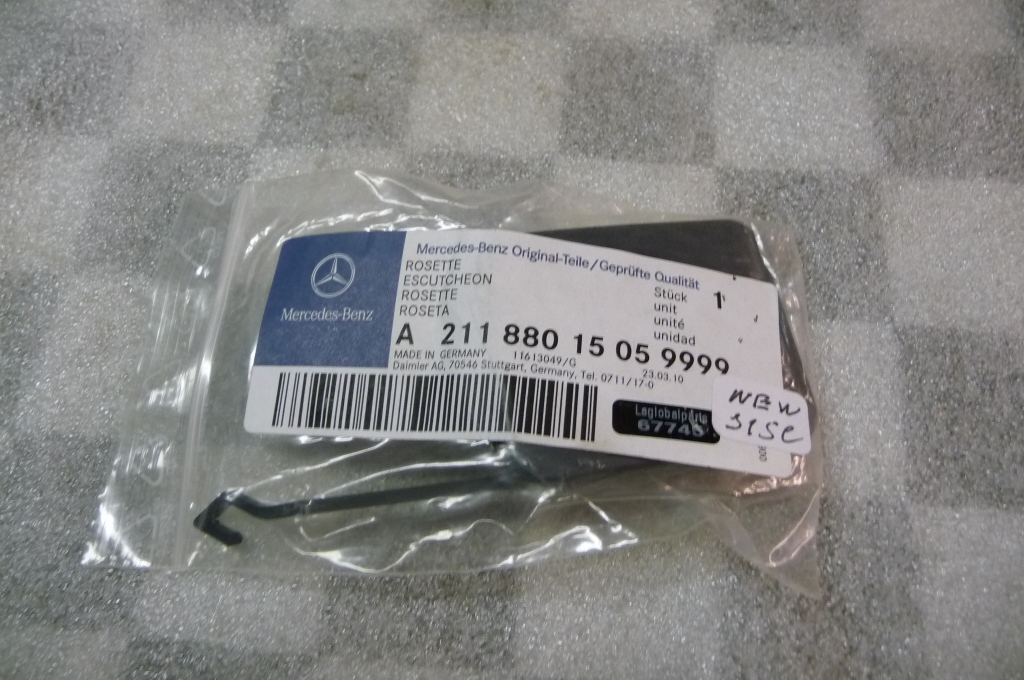 Mercedes-Benz
Mercedes-Benz Original-Teile/Geprüfte Qualität
ROSETTE
ESCUTCHEON
ROSETTE
ROSETA
Stück 1
unit
unité
unidad
A 211 880 15 05 9999
MADE IN GERMANY 11613049/G 23.03.10
Daimler AG, 70546 Stuttgart, Germany, Tel. 0711/17-0
Laglobalparts
67745
NEW